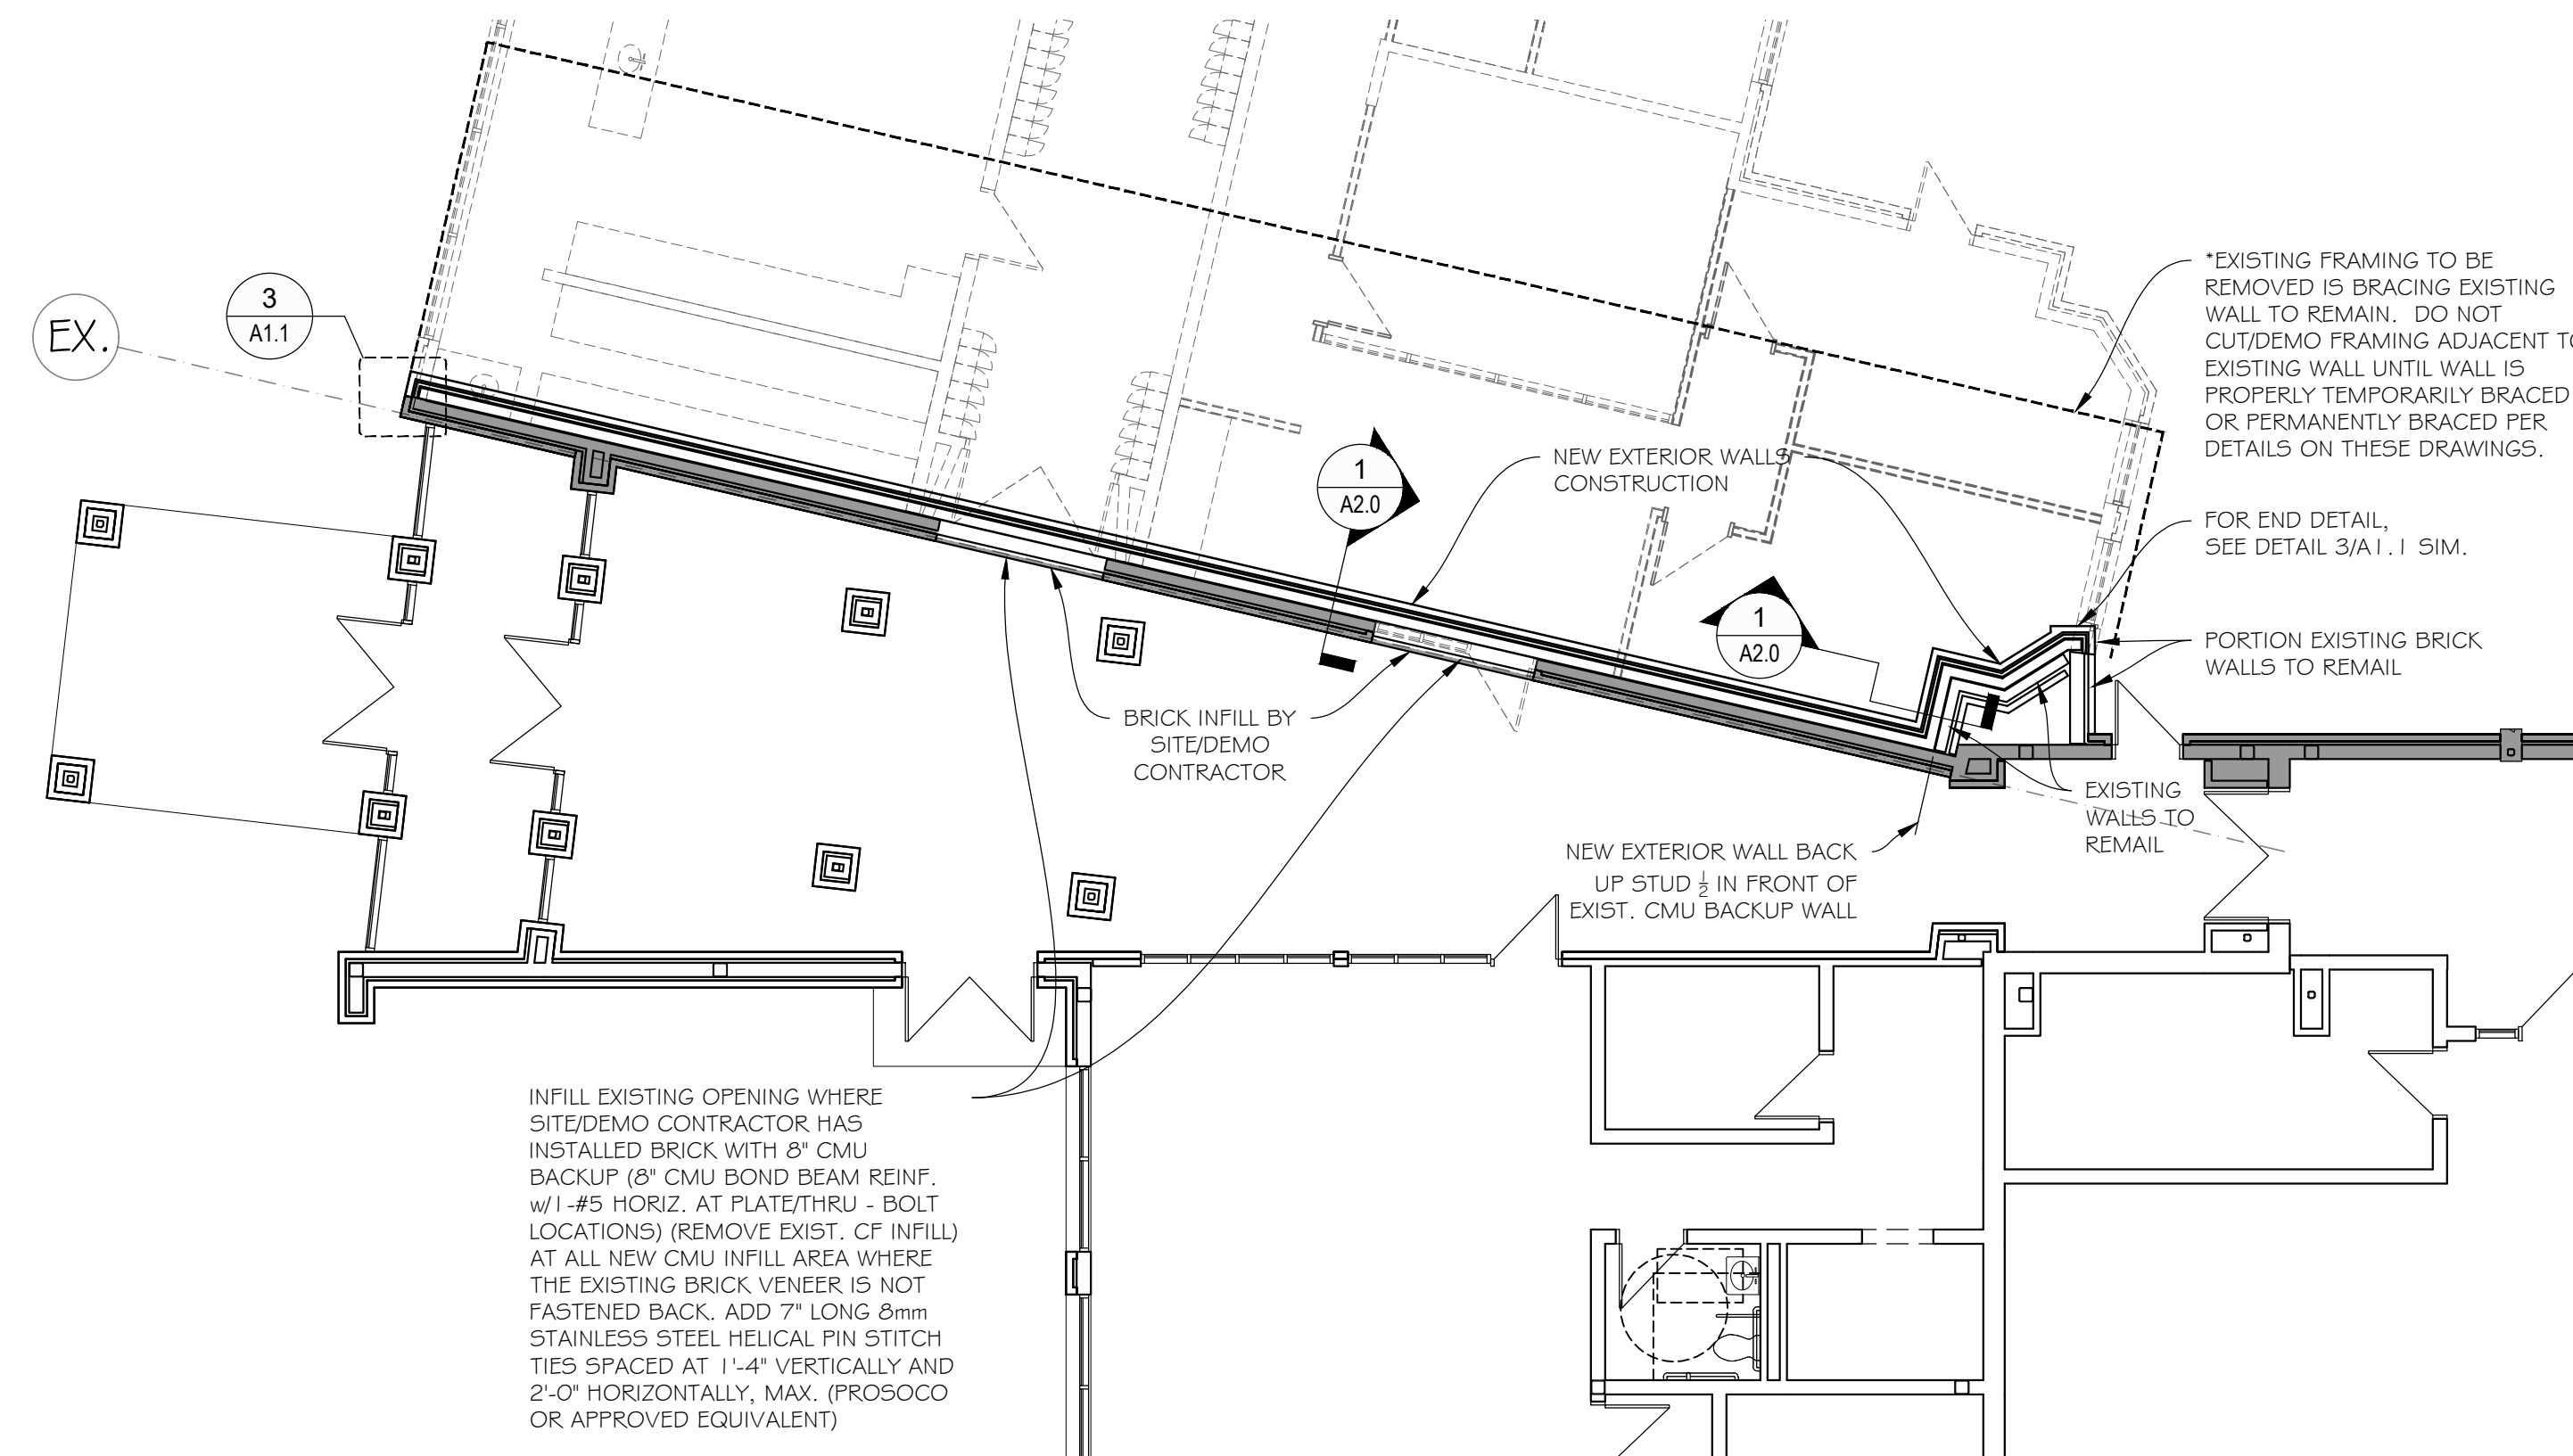 EX.
3
A1.1
*EXISTING FRAMING TO BE
REMOVED IS BRACING EXISTING
WALL TO REMAIN. DO NOT
CUT/DEMO FRAMING ADJACENT TO
EXISTING WALL UNTIL WALL IS
PROPERLY TEMPORARILY BRACED
OR PERMANENTLY BRACED PER
DETAILS ON THESE DRAWINGS.
1
A2.0
NEW EXTERIOR WALLS
CONSTRUCTION
FOR END DETAIL,
SEE DETAIL 3/A1.1 SIM.
1
A2.0
PORTION EXISTING BRICK
WALLS TO REMAIL
BRICK INFILL BY
SITE/DEMO
CONTRACTOR
EXISTING
WALLS TO
REMAIL
NEW EXTERIOR WALL BACK
UP STUD ½ IN FRONT OF
EXIST. CMU BACKUP WALL
INFILL EXISTING OPENING WHERE
SITE/DEMO CONTRACTOR HAS
INSTALLED BRICK WITH 8" CMU
BACKUP (8" CMU BOND BEAM REINF.
w/1-#5 HORIZ. AT PLATE/THRU - BOLT
LOCATIONS) (REMOVE EXIST. CF INFILL)
AT ALL NEW CMU INFILL AREA WHERE
THE EXISTING BRICK VENEER IS NOT
FASTENED BACK. ADD 7" LONG 8mm
STAINLESS STEEL HELICAL PIN STITCH
TIES SPACED AT 1'-4" VERTICALLY AND
2'-0" HORIZONTALLY, MAX. (PROSOCO
OR APPROVED EQUIVALENT)